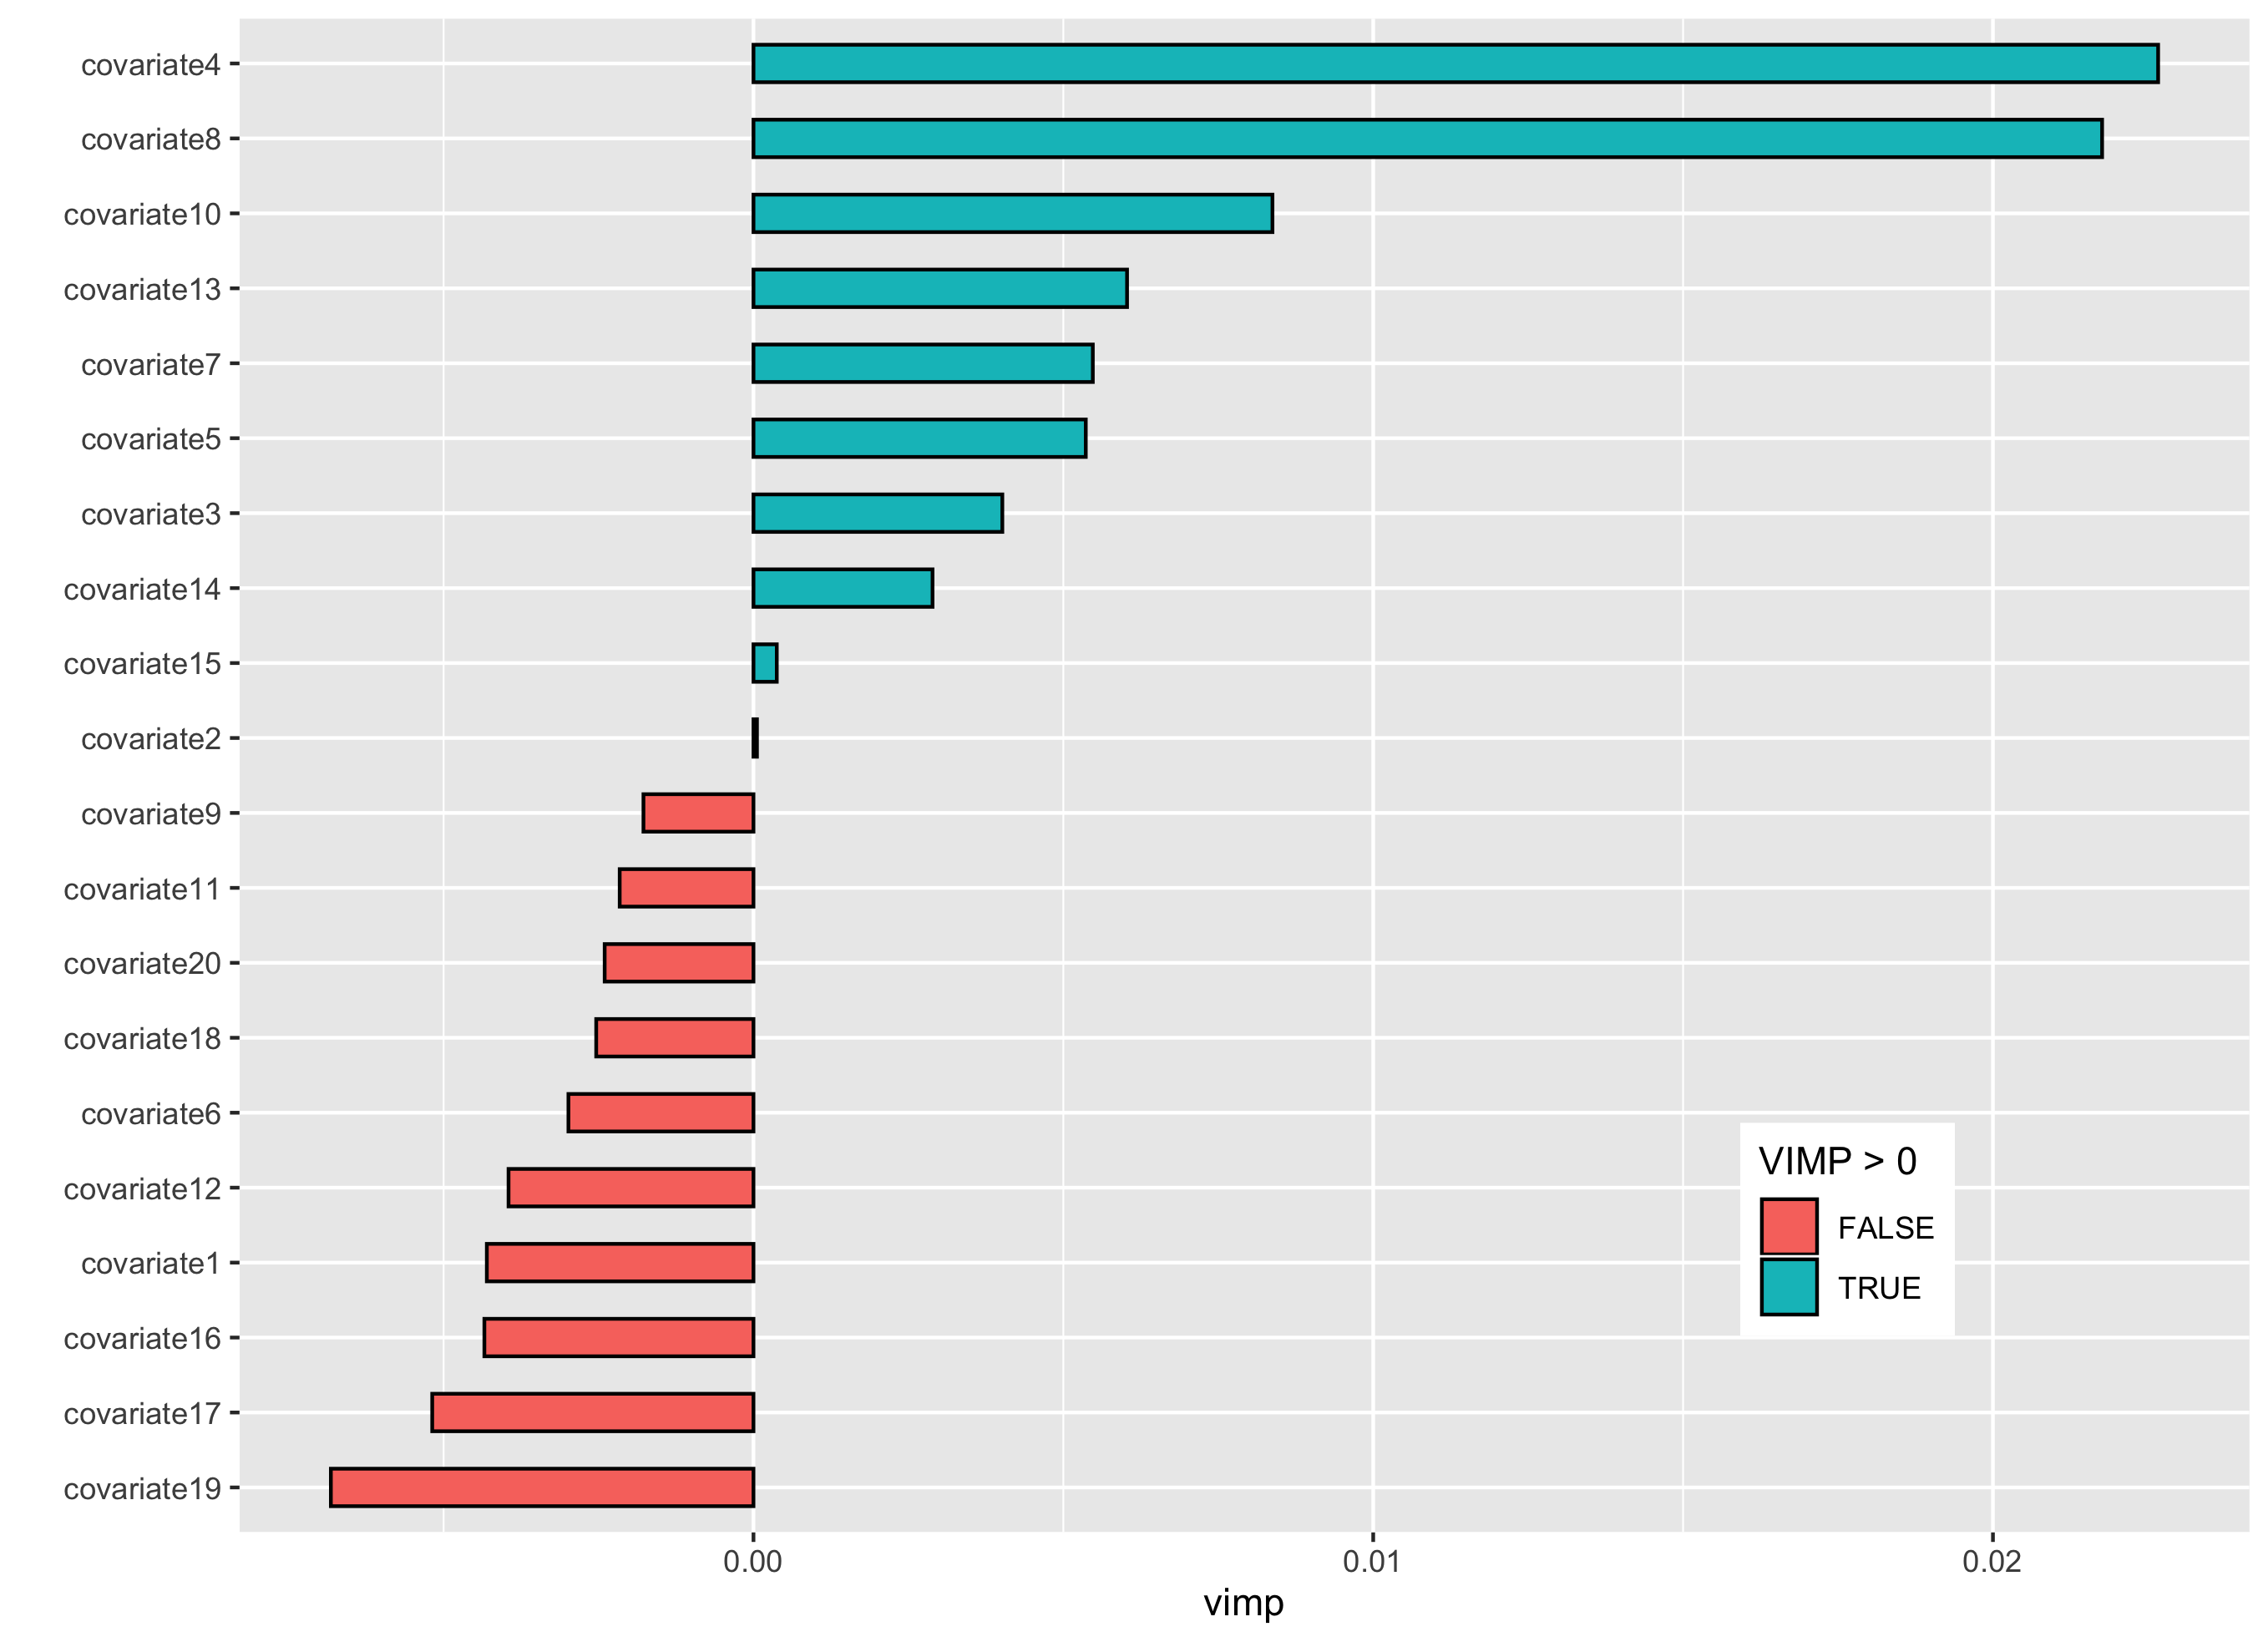 covariate4
covariate8
covariate10
covariate13
covariate7
covariate5
covariate3
covariate14
covariate15
covariate2
covariate9
covariate11
covariate20
covariate18
covariate6
covariate12
covariate1
covariate16
covariate17
covariate19
VIMP > 0
FALSE
TRUE
0.00 0.01 0.02
vimp